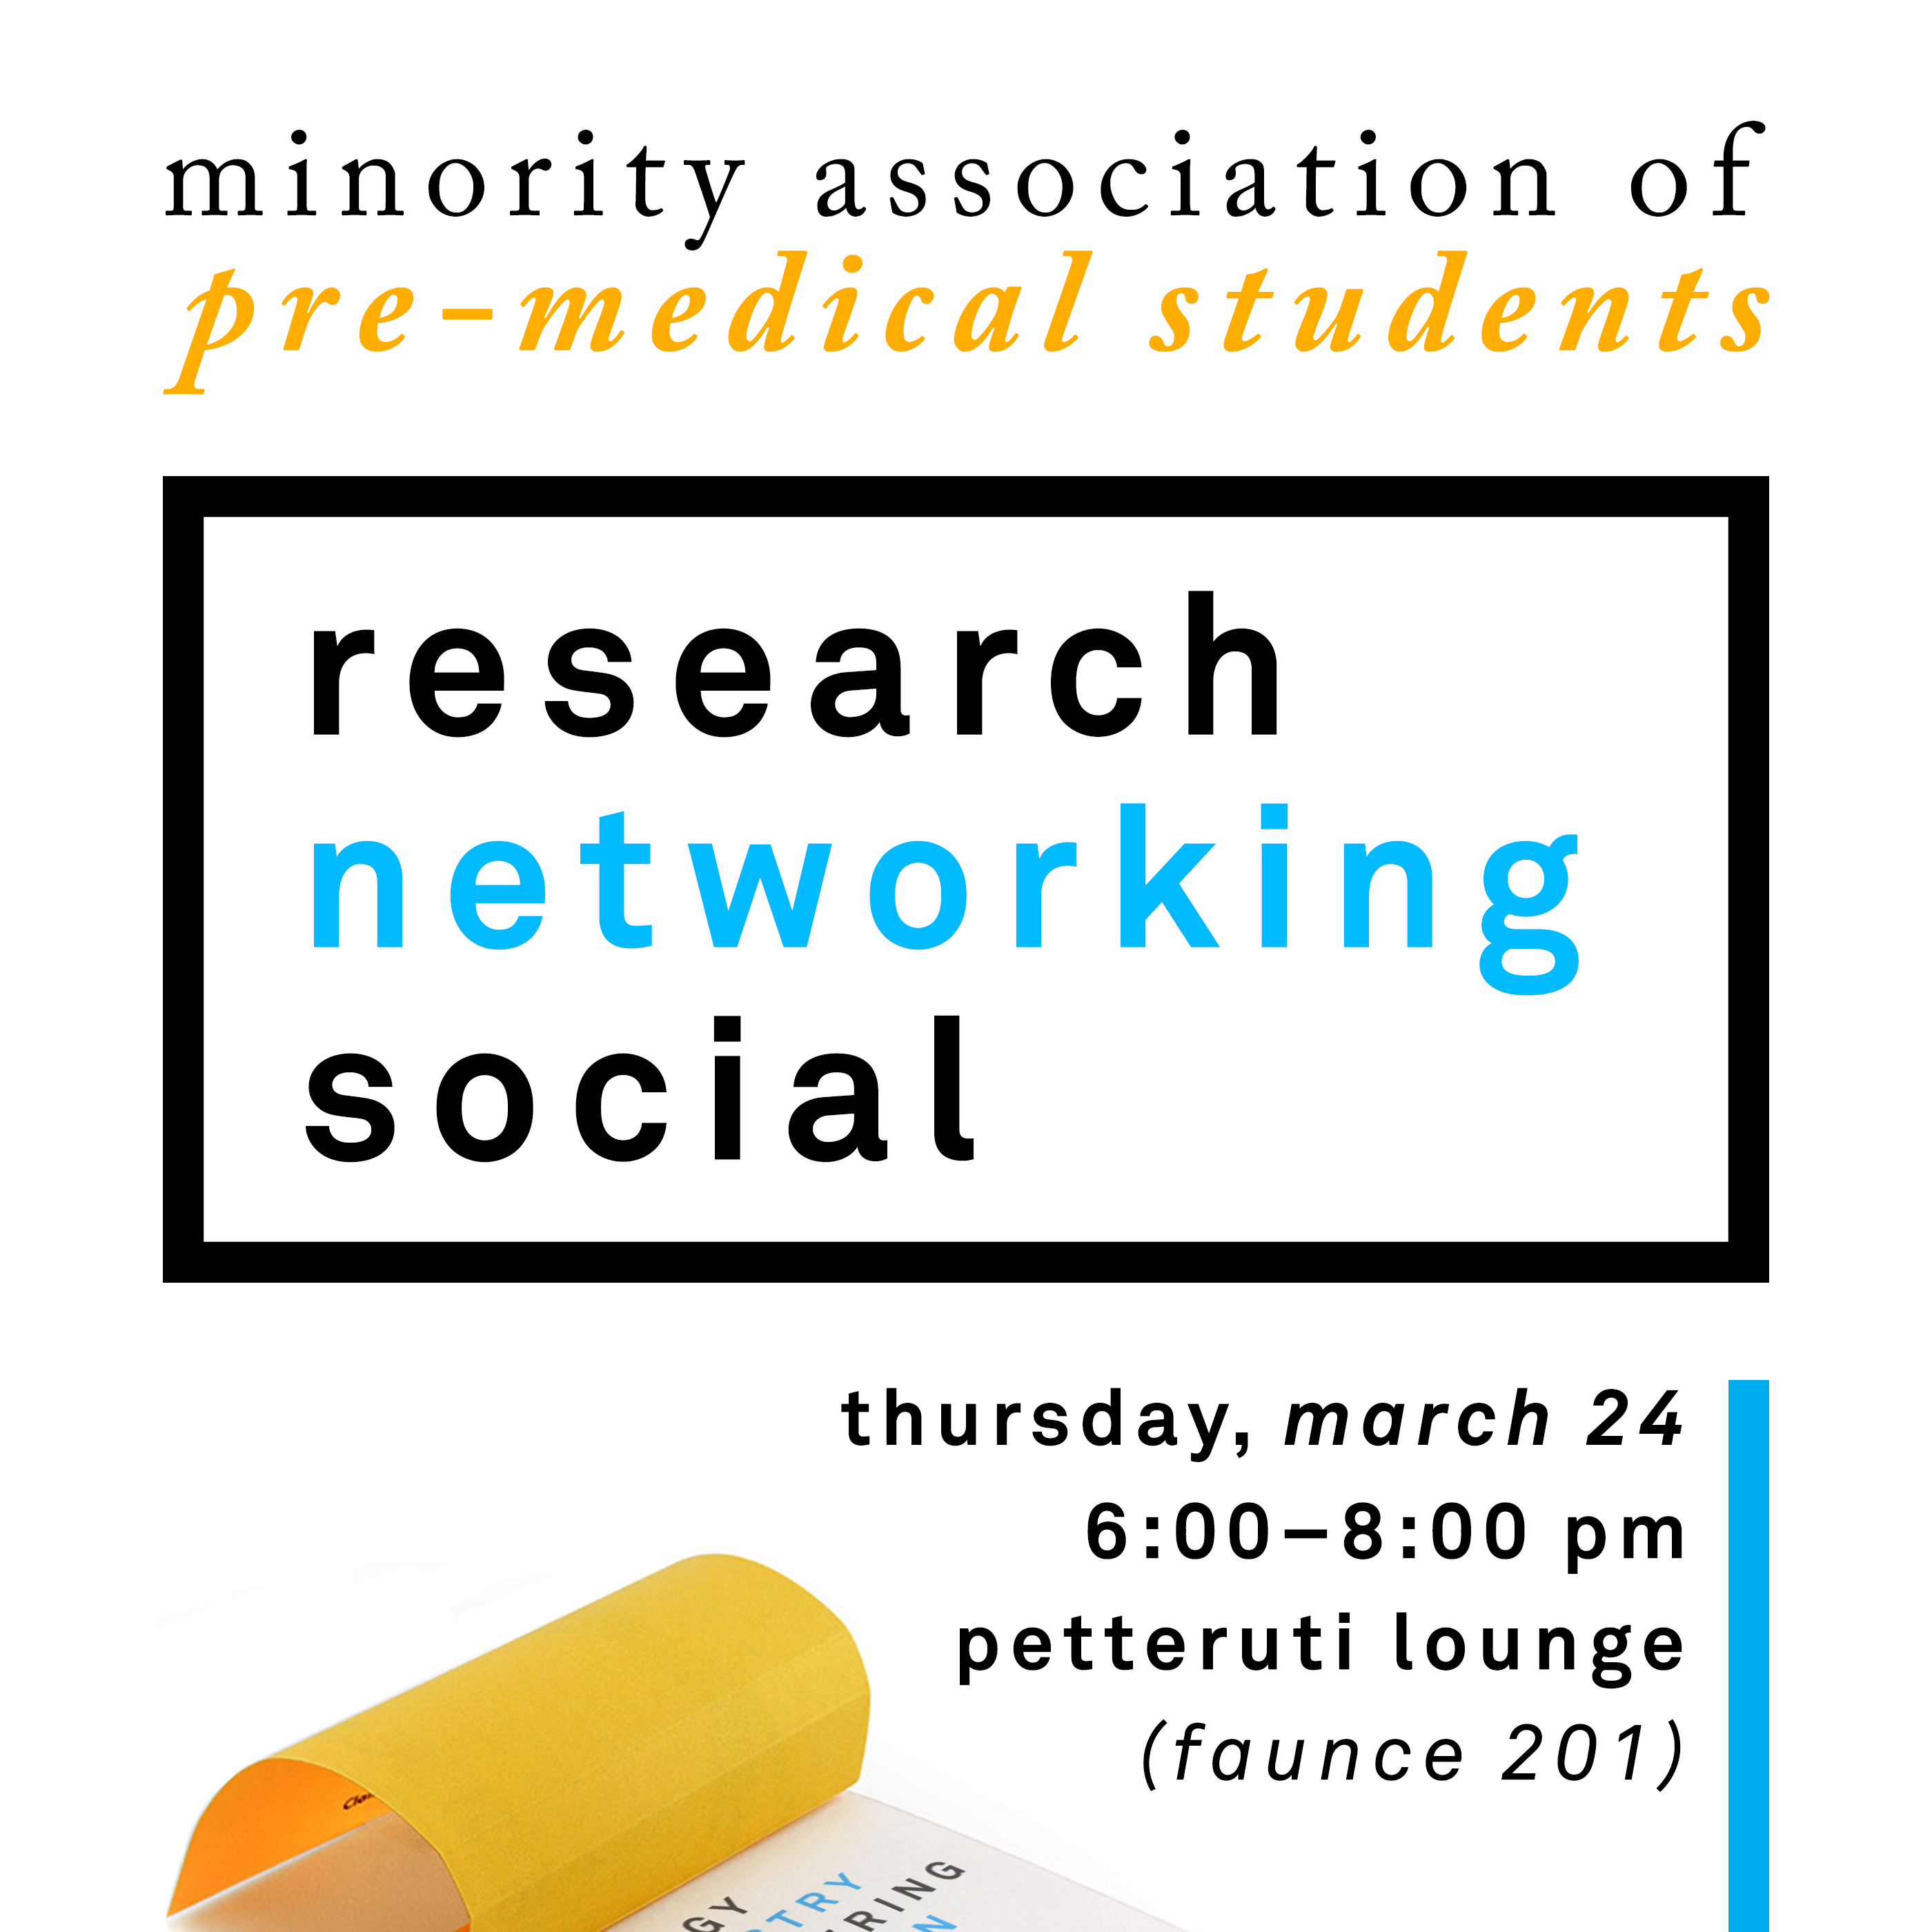 minority association of
pre-medical students
research
networking
social
thursday, march 24
6:00–8:00 pm
petteruti lounge
(faunce 201)